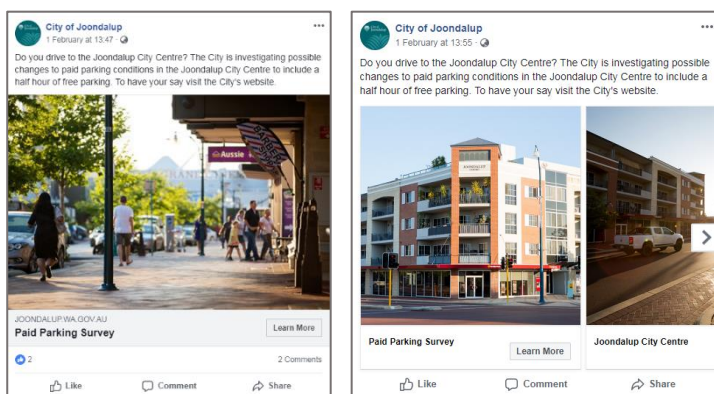 City of Joondalup
1 February at 13:47 ·
Do you drive to the Joondalup City Centre? The City is investigating possible
changes to paid parking conditions in the Joondalup City Centre to include a
half hour of free parking. To have your say visit the City's website.
Aussie
JOONDALUP.WA.GOV.AU
Paid Parking Survey
Learn More
2
2 Comments
Like
Comment
Share
City of Joondalup
1 February at 13:55 ·
Do you drive to the Joondalup City Centre? The City is investigating possible
changes to paid parking conditions in the Joondalup City Centre to include a
half hour of free parking. To have your say visit the City's website.
Paid Parking Survey
Learn More
Joondalup City Centre
Like
Comment
Share